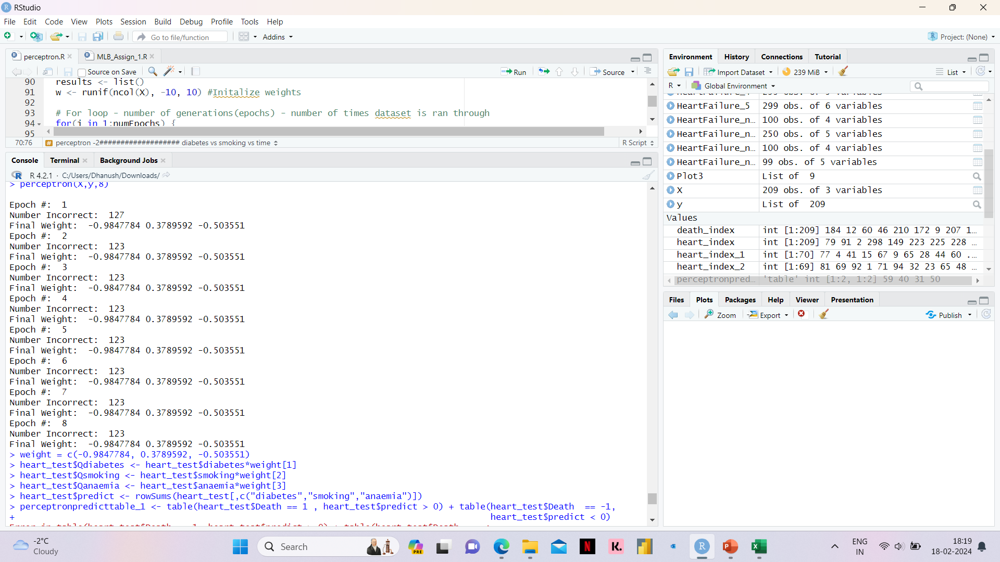 RStudio
File Edit Code View Plots Session Build Debug Profile Tools Help
Go to file/function Addins Project: (None)
perceptron.R MLB_Assign_1.R
Source on Save Run Source
90 results <- list()
91 w <- runif(ncol(X), -10, 10) #Initalize weights
92
93 # For loop - number of generations(epochs) - number of times dataset is ran through
94 for(i in 1:numEpochs) {
95
70:76 perceptron -2################### diabetes vs smoking vs time R Script
Console Terminal Background Jobs
R 4.2.1 · C:/Users/Dhanush/Downloads/
> perceptron(X,y,8)
Epoch #: 1
Number Incorrect: 127
Final Weight: -0.9847784 0.3789592 -0.503551
Epoch #: 2
Number Incorrect: 123
Final Weight: -0.9847784 0.3789592 -0.503551
Epoch #: 3
Number Incorrect: 123
Final Weight: -0.9847784 0.3789592 -0.503551
Epoch #: 4
Number Incorrect: 123
Final Weight: -0.9847784 0.3789592 -0.503551
Epoch #: 5
Number Incorrect: 123
Final Weight: -0.9847784 0.3789592 -0.503551
Epoch #: 6
Number Incorrect: 123
Final Weight: -0.9847784 0.3789592 -0.503551
Epoch #: 7
Number Incorrect: 123
Final Weight: -0.9847784 0.3789592 -0.503551
Epoch #: 8
Number Incorrect: 123
Final Weight: -0.9847784 0.3789592 -0.503551
> weight = c(-0.9847784, 0.3789592, -0.503551)
> heart_test$Qdiabetes <- heart_test$diabetes*weight[1]
> heart_test$Qsmoking <- heart_test$smoking*weight[2]
> heart_test$Qanaemia <- heart_test$anaemia*weight[3]
> heart_test$predict <- rowSums(heart_test[,c("diabetes","smoking","anaemia")])
> perceptronpredicttable_1 <- table(heart_test$Death == 1 , heart_test$predict > 0) + table(heart_test$Death == -1,
+ heart_test$predict < 0)
Environment History Connections Tutorial
Import Dataset 239 MiB List
R Global Environment
HeartFailure_5 299 obs. of 6 variables
HeartFailure_n... 100 obs. of 4 variables
HeartFailure_n... 250 obs. of 5 variables
HeartFailure_n... 100 obs. of 4 variables
HeartFailure_n... 99 obs. of 5 variables
Plot3 List of 9
X 209 obs. of 3 variables
y List of 209
Values
death_index int [1:209] 184 12 60 46 210 172 9 207 1...
heart_index int [1:209] 79 91 2 298 149 223 225 228 ...
heart_index_1 int [1:70] 77 4 41 15 67 9 65 28 44 60 ....
heart_index_2 int [1:69] 81 69 92 1 71 94 32 23 65 48 ...
perceptronpred... 'table' int [1:2, 1:2] 59 40 31 50
Files Plots Packages Help Viewer Presentation
Zoom Export Publish
-2°C
Cloudy
Search
PRE
N
K.
R
P
X
ENG
IN
18:19
18-02-2024